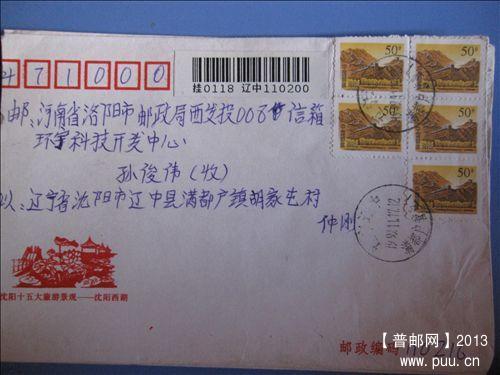 471000
挂0118 辽中110200
50分
50分
50分
50分
50分
邮:河南省洛阳市邮政局西发投008信箱
环宇科技开发中心
孙俊伟(收)
辽宁省沈阳市辽中县满都户镇胡家屯村
仲刚
沈阳十五大旅游景观——沈阳西湖
邮政编码 110216
【普邮网】2013
www.puu.cn